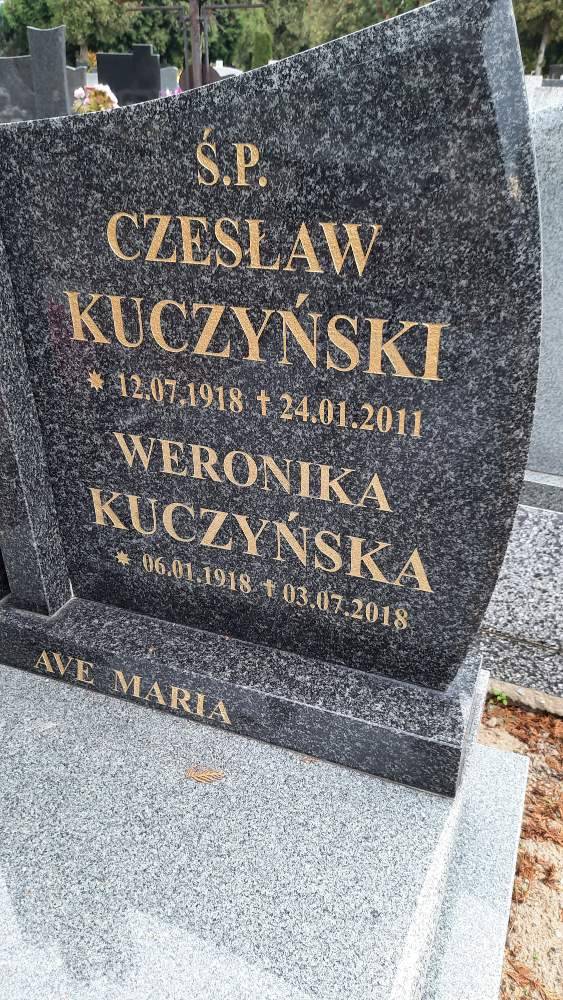 Ś.P.
CZESŁAW
KUCZYŃSKI
* 12.07.1918 ✝ 24.01.2011
WERONIKA
KUCZYŃSKA
* 06.01.1918 ✝ 03.07.2018
AVE MARIA